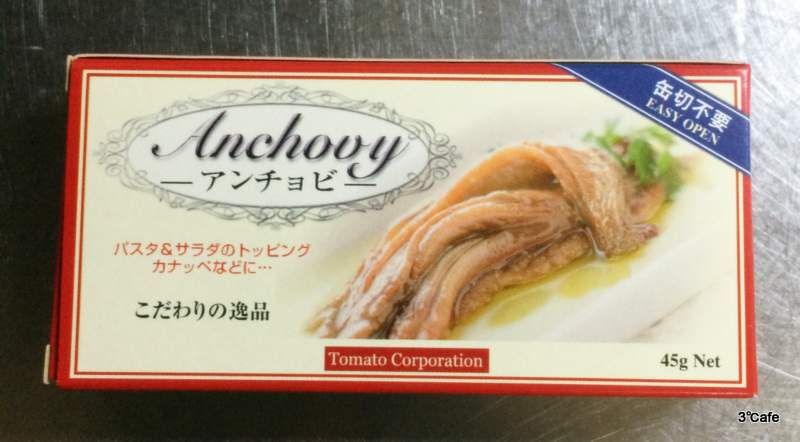 缶切不要
EASY OPEN
Anchovy
アンチョビ
パスタ&サラダのトッピング
カナッペなどに…
こだわりの逸品
Tomato Corporation
45g Net
3℃afe